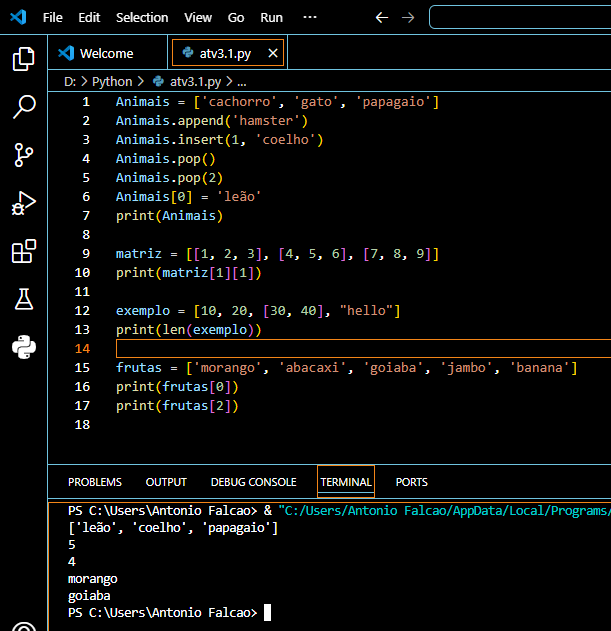 File Edit Selection View Go Run ···
Welcome atv3.1.py
D: > Python > atv3.1.py > ...
1 Animais = ['cachorro', 'gato', 'papagaio']
2 Animais.append('hamster')
3 Animais.insert(1, 'coelho')
4 Animais.pop()
5 Animais.pop(2)
6 Animais[0] = 'leão'
7 print(Animais)
8
9 matriz = [[1, 2, 3], [4, 5, 6], [7, 8, 9]]
10 print(matriz[1][1])
11
12 exemplo = [10, 20, [30, 40], "hello"]
13 print(len(exemplo))
14
15 frutas = ['morango', 'abacaxi', 'goiaba', 'jambo', 'banana']
16 print(frutas[0])
17 print(frutas[2])
18
PROBLEMS OUTPUT DEBUG CONSOLE TERMINAL PORTS
PS C:\Users\Antonio Falcao> & "C:/Users/Antonio Falcao/AppData/Local/Programs/
['leão', 'coelho', 'papagaio']
5
4
morango
goiaba
PS C:\Users\Antonio Falcao>